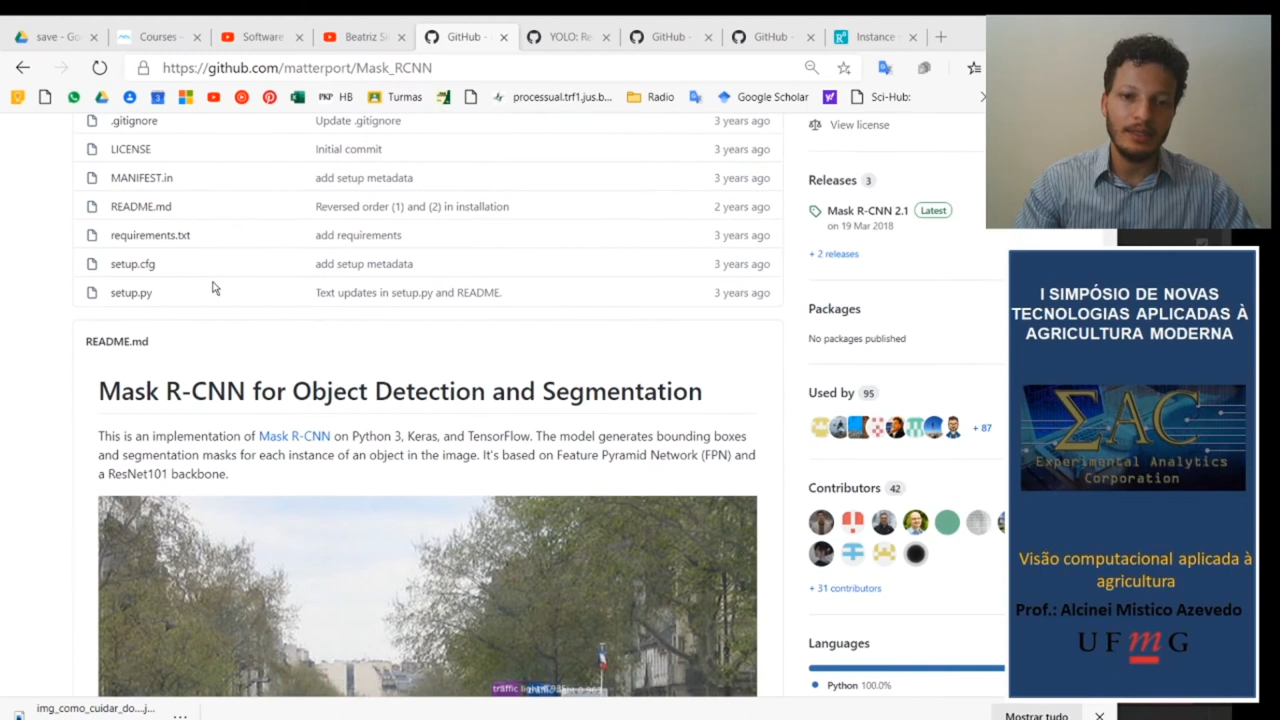 save - Go
Courses -
Software
Beatriz S
GitHub -
YOLO: Re
GitHub -
GitHub -
Instance
https://github.com/matterport/Mask_RCNN
PKP HB
Turmas
processual.trf1.jus.b...
Radio
Google Scholar
Sci-Hub:
.gitignore
Update .gitignore
3 years ago
LICENSE
Initial commit
3 years ago
MANIFEST.in
add setup metadata
3 years ago
README.md
Reversed order (1) and (2) in installation
2 years ago
requirements.txt
add requirements
3 years ago
setup.cfg
add setup metadata
3 years ago
setup.py
Text updates in setup.py and README.
3 years ago
README.md
Mask R-CNN for Object Detection and Segmentation
This is an implementation of Mask R-CNN on Python 3, Keras, and TensorFlow. The model generates bounding boxes
and segmentation masks for each instance of an object in the image. It's based on Feature Pyramid Network (FPN) and
a ResNet101 backbone.
traffic light
View license
Releases 3
Mask R-CNN 2.1 Latest
on 19 Mar 2018
+ 2 releases
Packages
No packages published
Used by 95
+ 87
Contributors 42
+ 31 contributors
Languages
Python 100.0%
I SIMPÓSIO DE NOVAS
TECNOLOGIAS APLICADAS À
AGRICULTURA MODERNA
ΣAC
Experimental Analytics
Corporation
Visão computacional aplicada à
agricultura
Prof.: Alcinei Mistico Azevedo
UFmG
img_como_cuidar_do...j...
Mostrar tudo